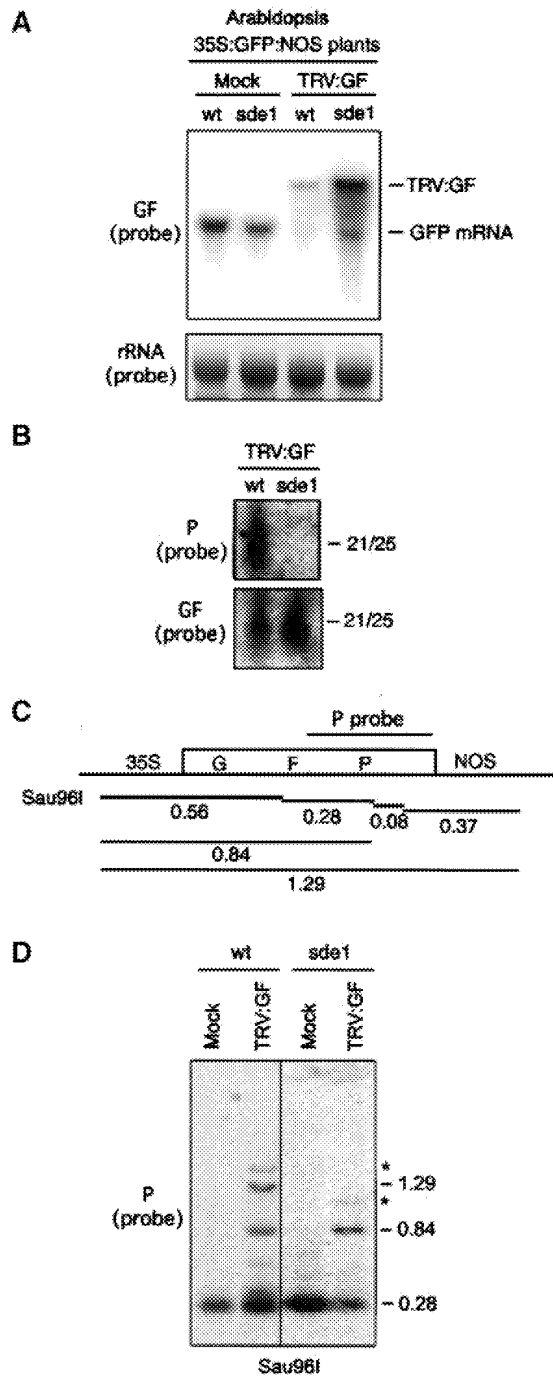 A
Arabidopsis
35S:GFP:NOS plants
Mock TRV:GF
wt sde1 wt sde1
GF
(probe)
– TRV:GF
– GFP mRNA
rRNA
(probe)
B
TRV:GF
wt sde1
P
(probe)
– 21/25
GF
(probe)
– 21/25
C
P probe
35S G F P NOS
Sau96I
0.56 0.28 0.08 0.37
0.84
1.29
D
wt sde1
Mock TRV:GF Mock TRV:GF
P
(probe)
*
– 1.29
*
– 0.84
– 0.28
Sau96I